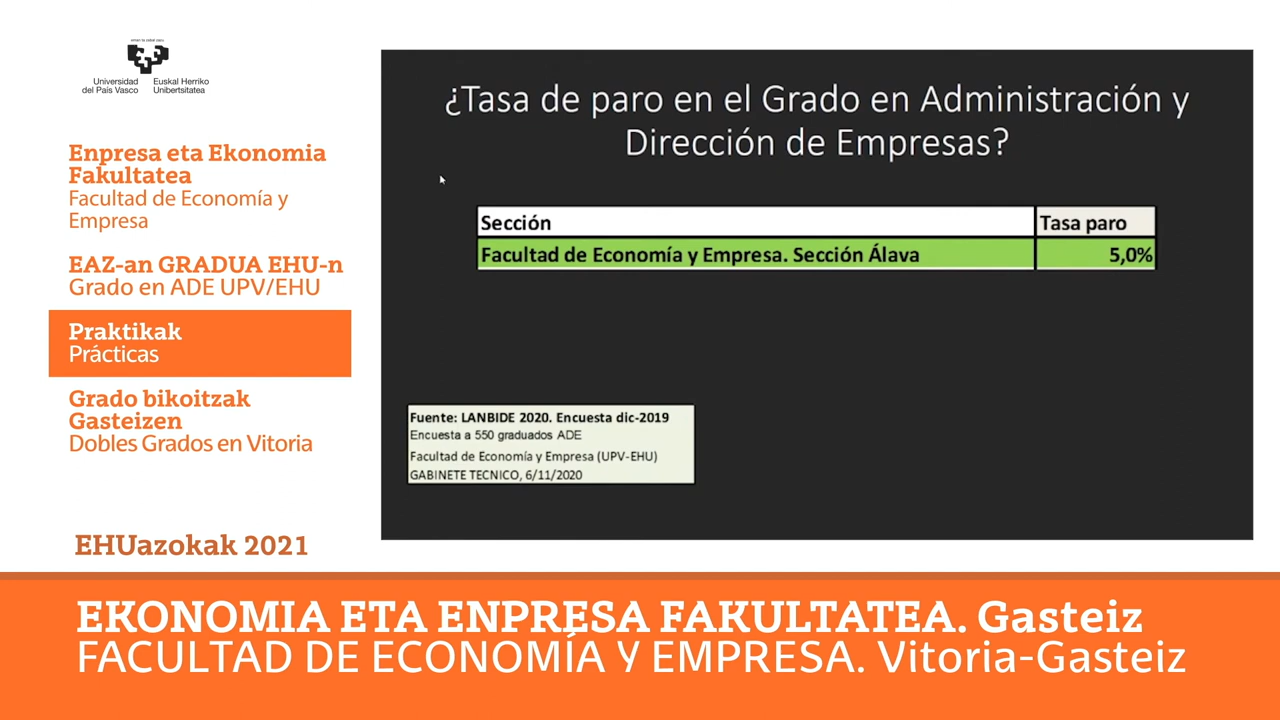 Universidad
del País Vasco
Euskal Herriko
Unibertsitatea
Enpresa eta Ekonomia
Fakultatea
Facultad de Economía y
Empresa
EAZ-an GRADUA EHU-n
Grado en ADE UPV/EHU
Praktikak
Prácticas
Grado bikoitzak
Gasteizen
Dobles Grados en Vitoria
EHUazokak 2021
¿Tasa de paro en el Grado en Administración y
Dirección de Empresas?
Sección Tasa paro
Facultad de Economía y Empresa. Sección Álava 5,0%
Fuente: LANBIDE 2020. Encuesta dic-2019
Encuesta a 550 graduados ADE
Facultad de Economía y Empresa (UPV-EHU)
GABINETE TECNICO, 6/11/2020
EKONOMIA ETA ENPRESA FAKULTATEA. Gasteiz
FACULTAD DE ECONOMÍA Y EMPRESA. Vitoria-Gasteiz